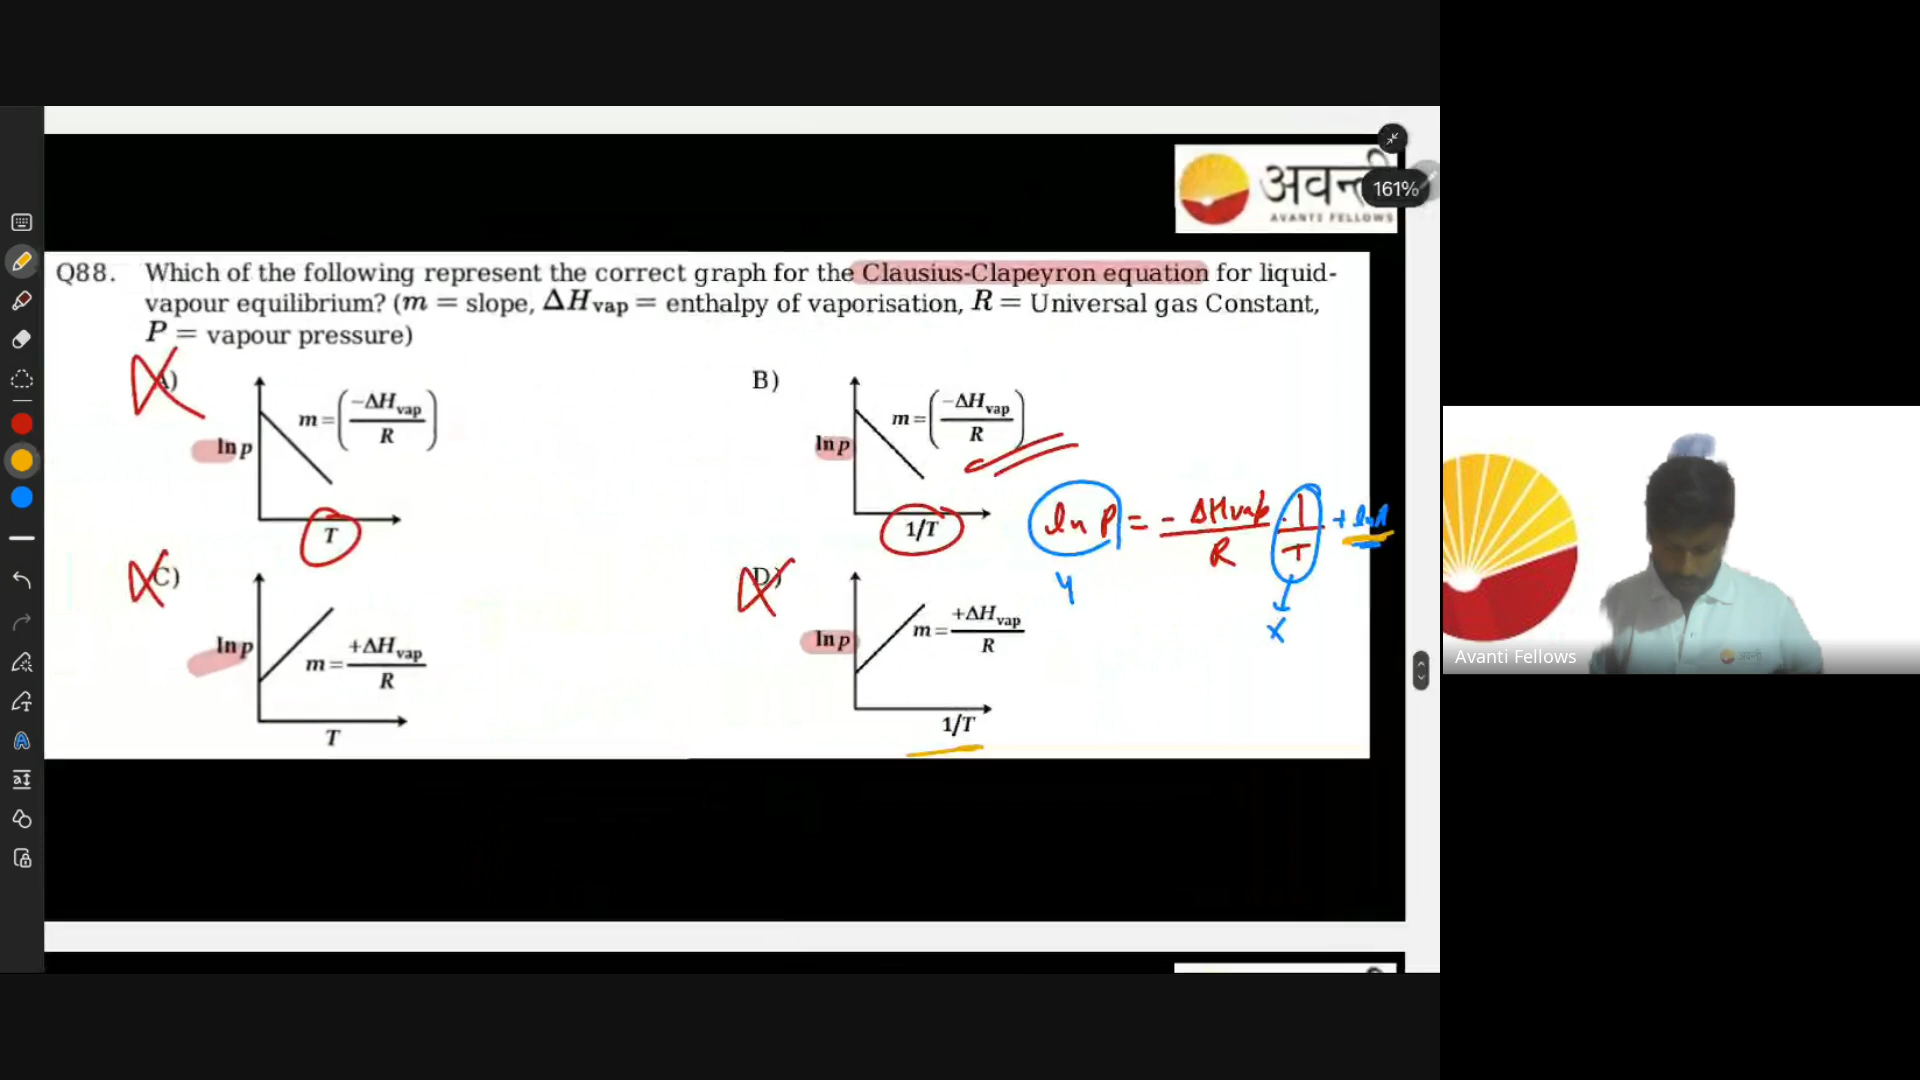 अवन्ती
AVANTI FELLOWS
161%
Q88. Which of the following represent the correct graph for the Clausius-Clapeyron equation for liquid-
vapour equilibrium? (m = slope, ΔHvap = enthalpy of vaporisation, R = Universal gas Constant,
P = vapour pressure)
A)
m = (−ΔHvap / R)
ln p
T
B)
m = (−ΔHvap / R)
ln p
1/T
ln P = − ΔHvap / R · 1 / T + ln A
y
x
C)
ln p
m = +ΔHvap / R
T
D)
ln p
m = +ΔHvap / R
1/T
Avanti Fellows